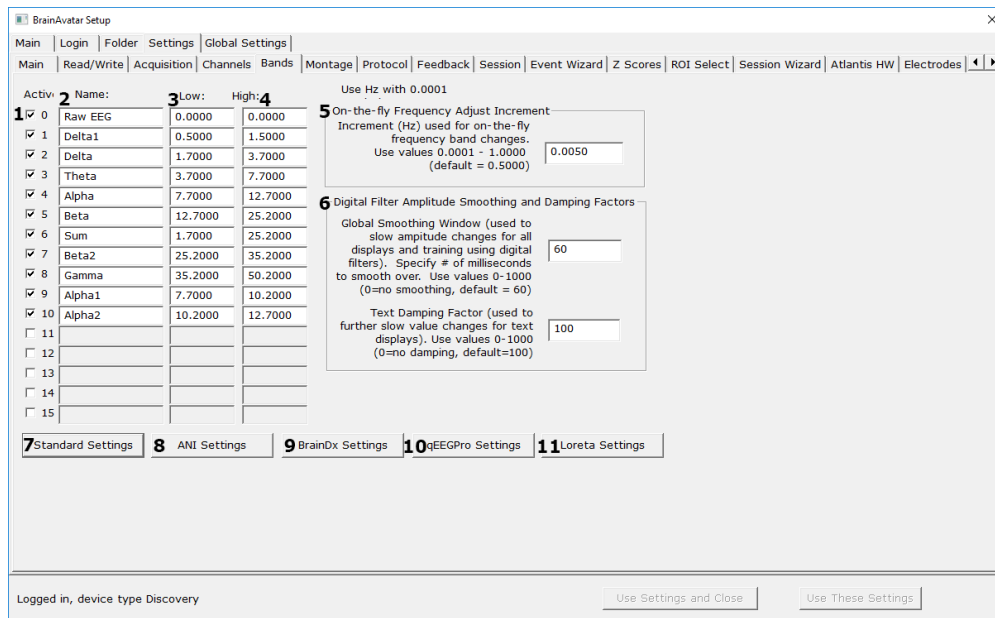 BrainAvatar Setup
Main Login Folder Settings Global Settings
Main Read/Write Acquisition Channels Bands Montage Protocol Feedback Session Event Wizard Z Scores ROI Select Session Wizard Atlantis HW Electrodes
Activ 2 Name: 3 Low: High: 4
1 0 Raw EEG 0.0000 0.0000
1 Delta1 0.5000 1.5000
2 Delta 1.7000 3.7000
3 Theta 3.7000 7.7000
4 Alpha 7.7000 12.7000
5 Beta 12.7000 25.2000
6 Sum 1.7000 25.2000
7 Beta2 25.2000 35.2000
8 Gamma 35.2000 50.2000
9 Alpha1 7.7000 10.2000
10 Alpha2 10.2000 12.7000
11
12
13
14
15
Use Hz with 0.0001
5 On-the-fly Frequency Adjust Increment
Increment (Hz) used for on-the-fly
frequency band changes.
Use values 0.0001 - 1.0000
(default = 0.5000)
0.0050
6 Digital Filter Amplitude Smoothing and Damping Factors
Global Smoothing Window (used to
slow ampitude changes for all
displays and training using digital
filters). Specify # of milliseconds
to smooth over. Use values 0-1000
(0=no smoothing, default = 60)
60
Text Damping Factor (used to
further slow value changes for text
displays). Use values 0-1000
(0=no damping, default=100)
100
7 Standard Settings 8 ANI Settings 9 BrainDx Settings 10 qEEGPro Settings 11 Loreta Settings
Logged in, device type Discovery
Use Settings and Close Use These Settings